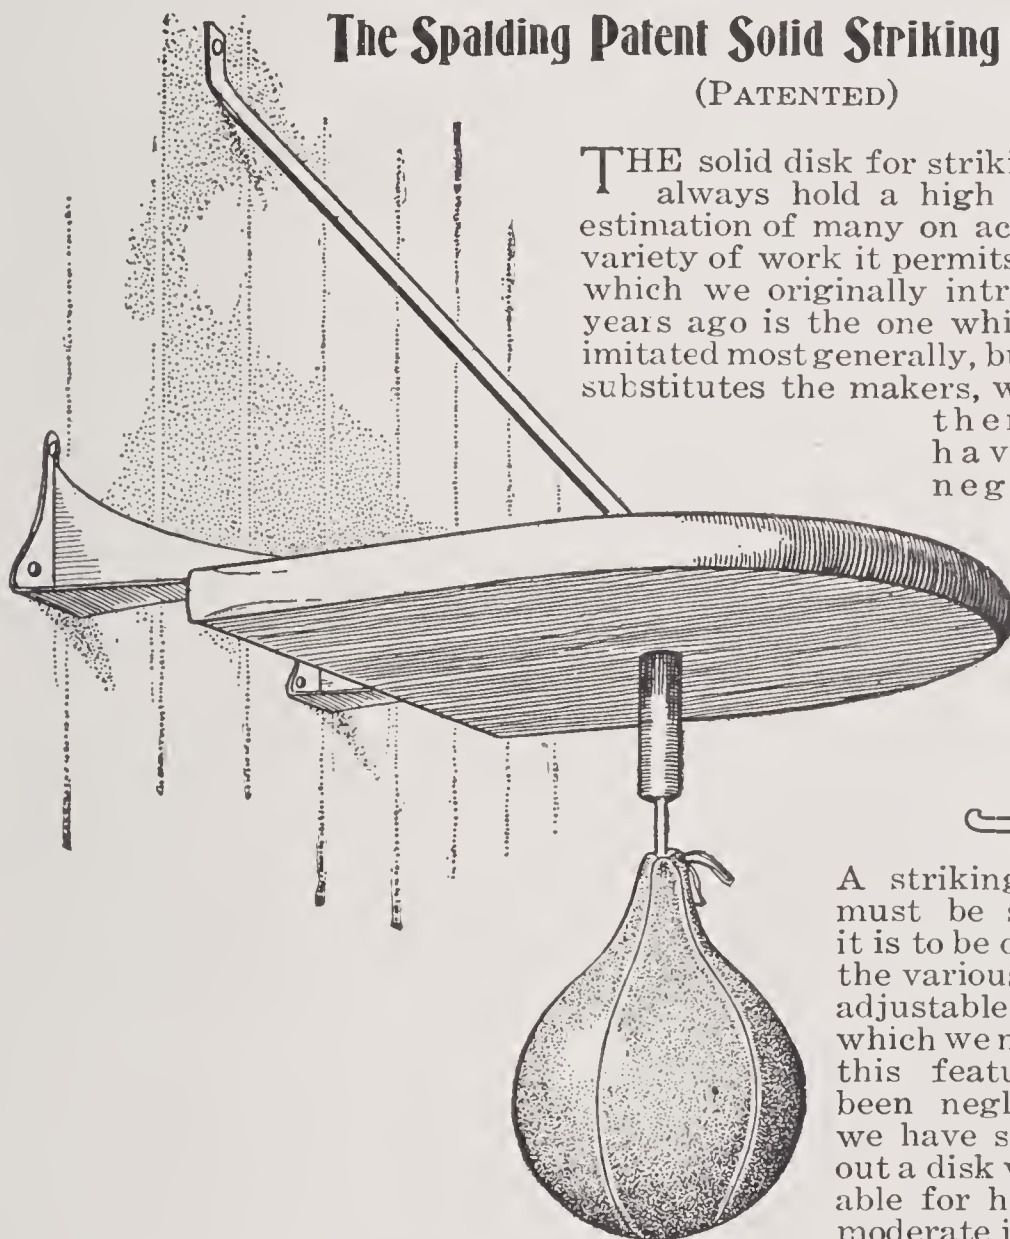 The Spalding Patent Solid Striking
(PATENTED)
THE solid disk for striki
always hold a high
estimation of many on ac
variety of work it permits
which we originally intr
years ago is the one whi
imitated most generally, bu
substitutes the makers, w
ther
hav
neg
A striking
must be s
it is to be o
the various
adjustable
which we n
this featu
been negl
we have s
out a disk v
able for h
moderate i